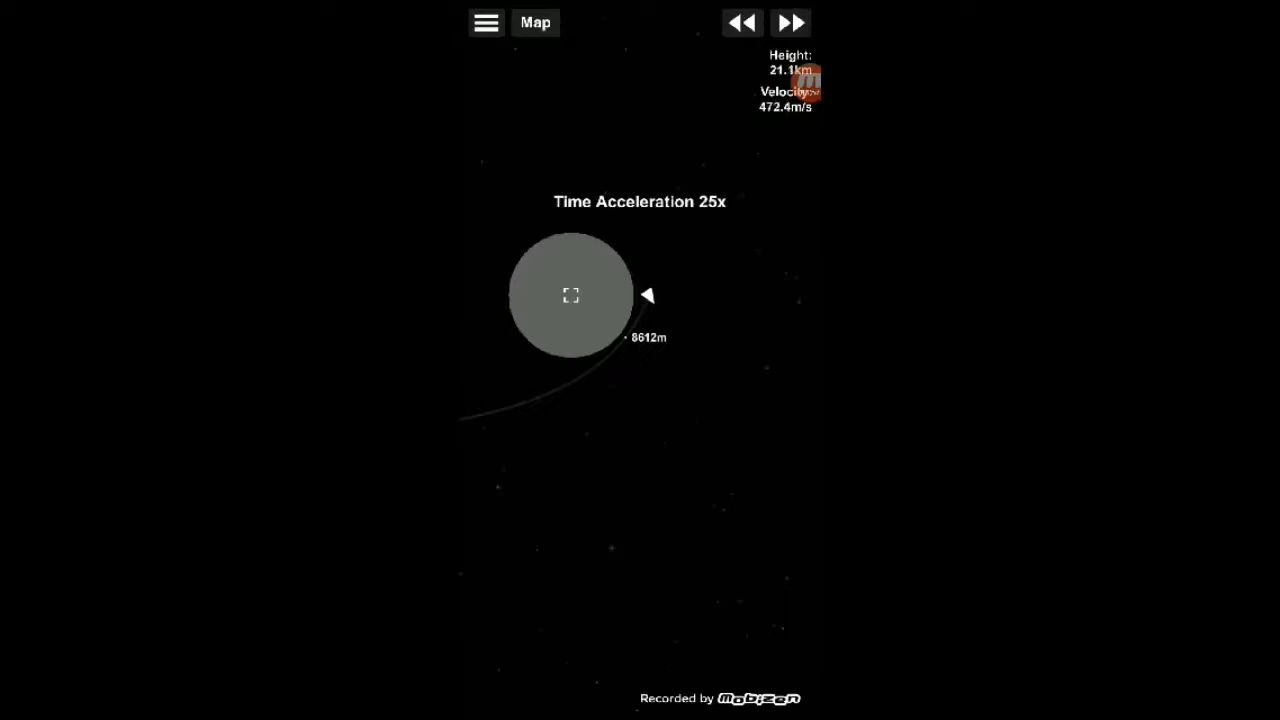 Map
Height:
21.1km
Velocity:
472.4m/s
Time Acceleration 25x
8612m
Recorded by Mobizen